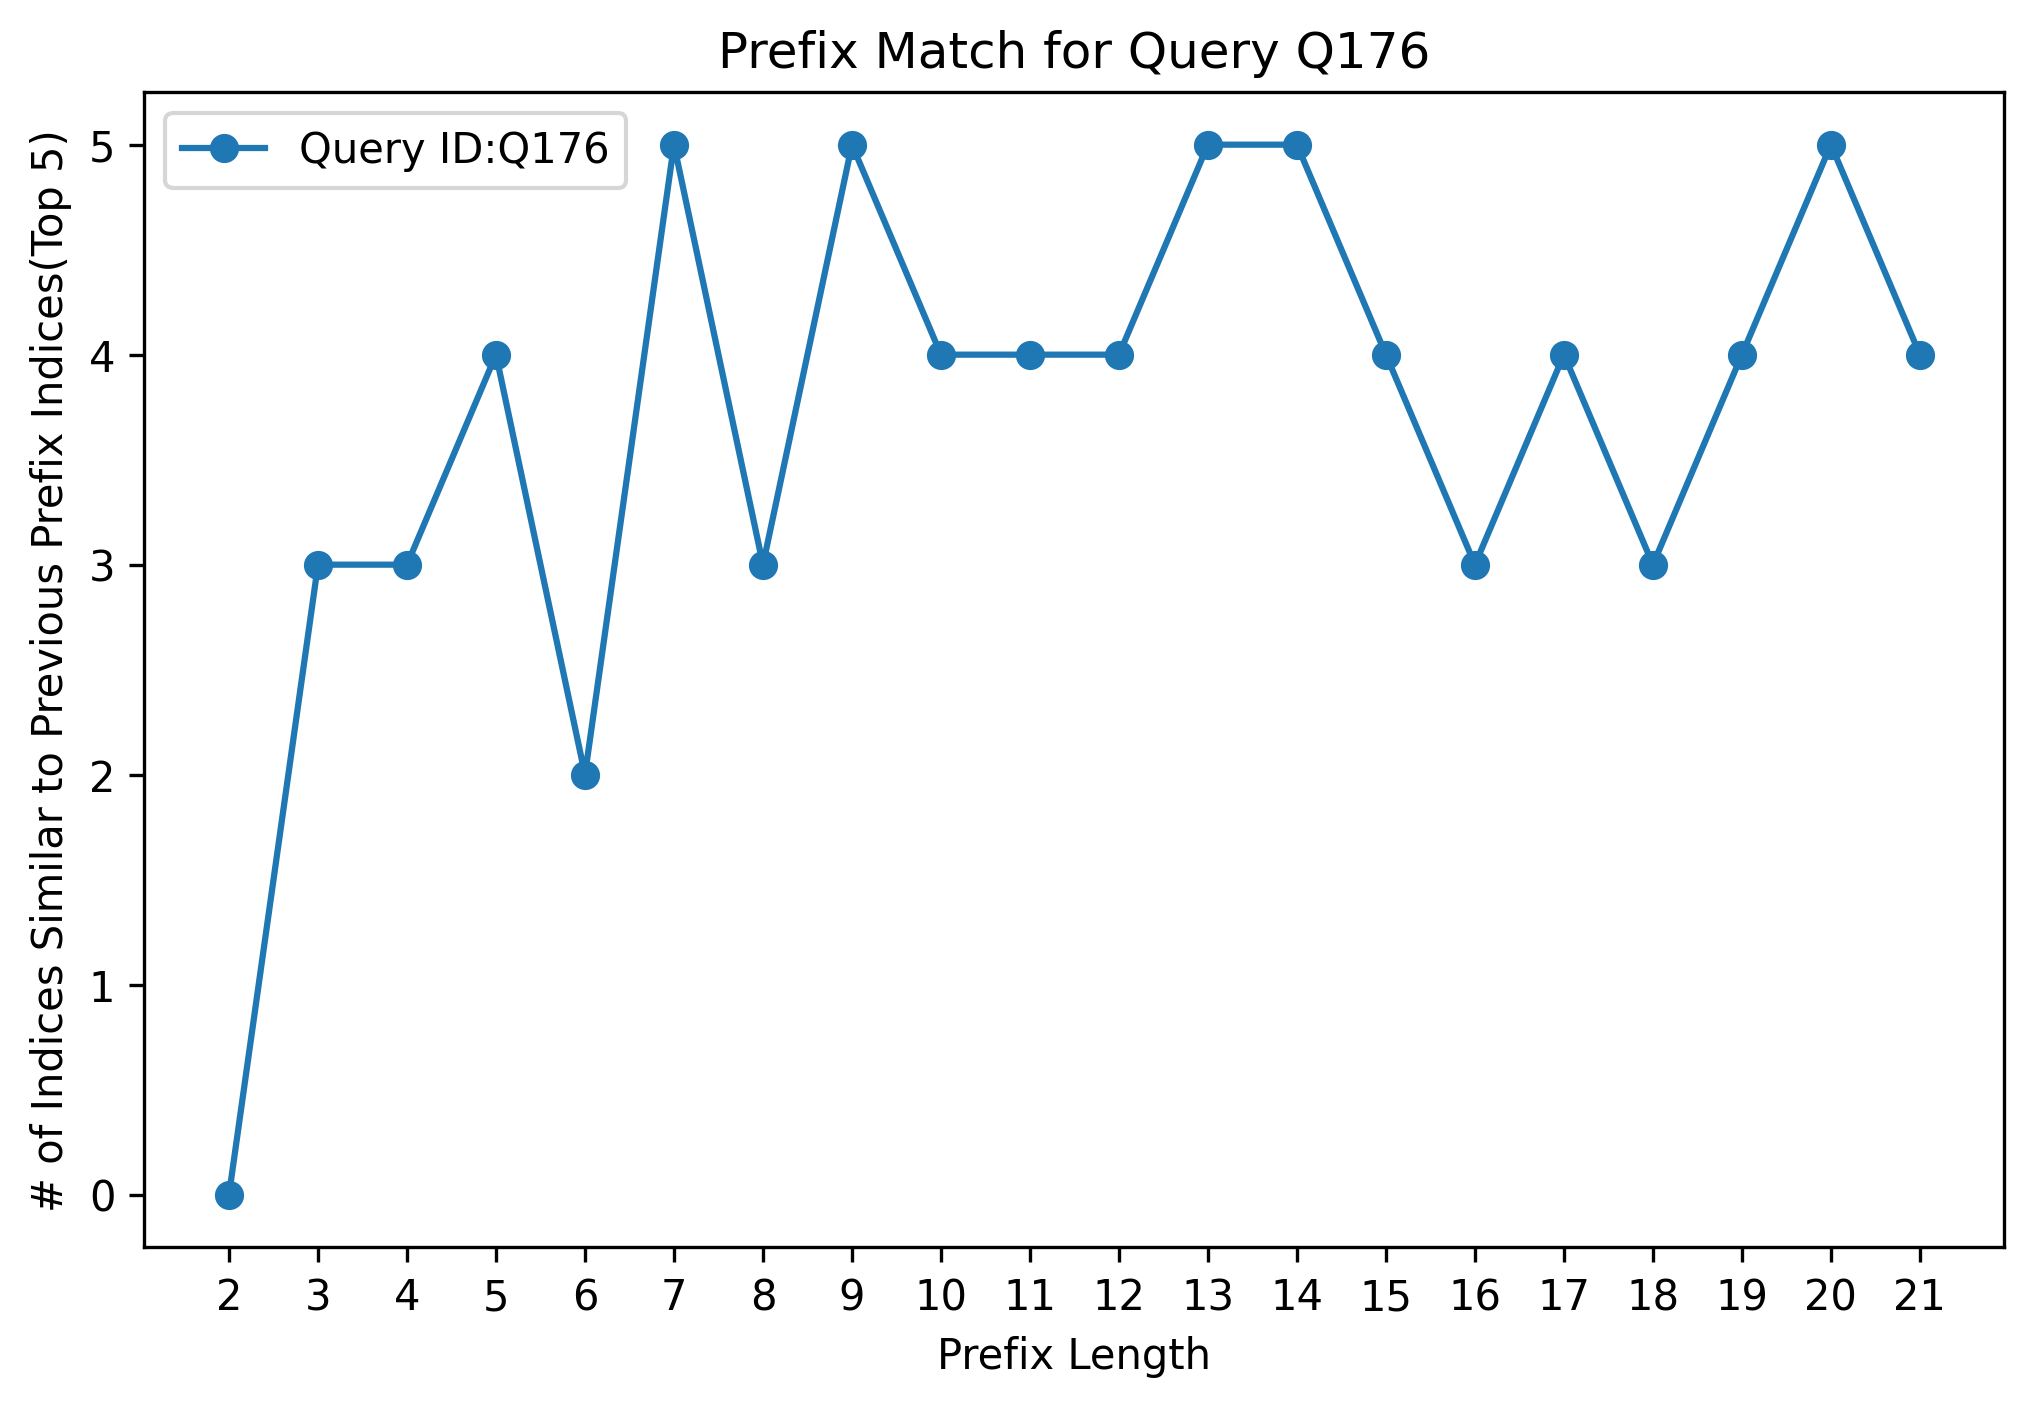 Prefix Match for Query Q176
Query ID:Q176
# of Indices Similar to Previous Prefix Indices(Top 5)
5
4
3
2
1
0
2 3 4 5 6 7 8 9 10 11 12 13 14 15 16 17 18 19 20 21
Prefix Length